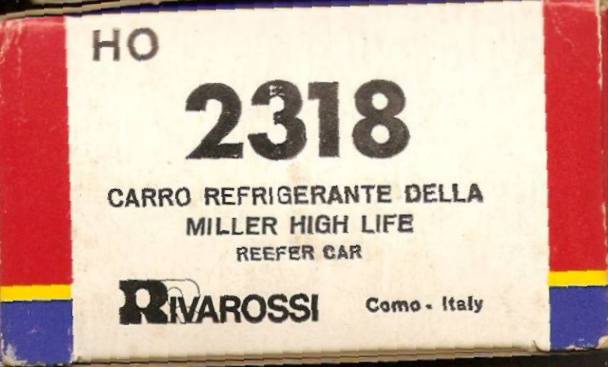 HO
2318
CARRO REFRIGERANTE DELLA
MILLER HIGH LIFE
REEFER CAR
RIVAROSSI Como - Italy